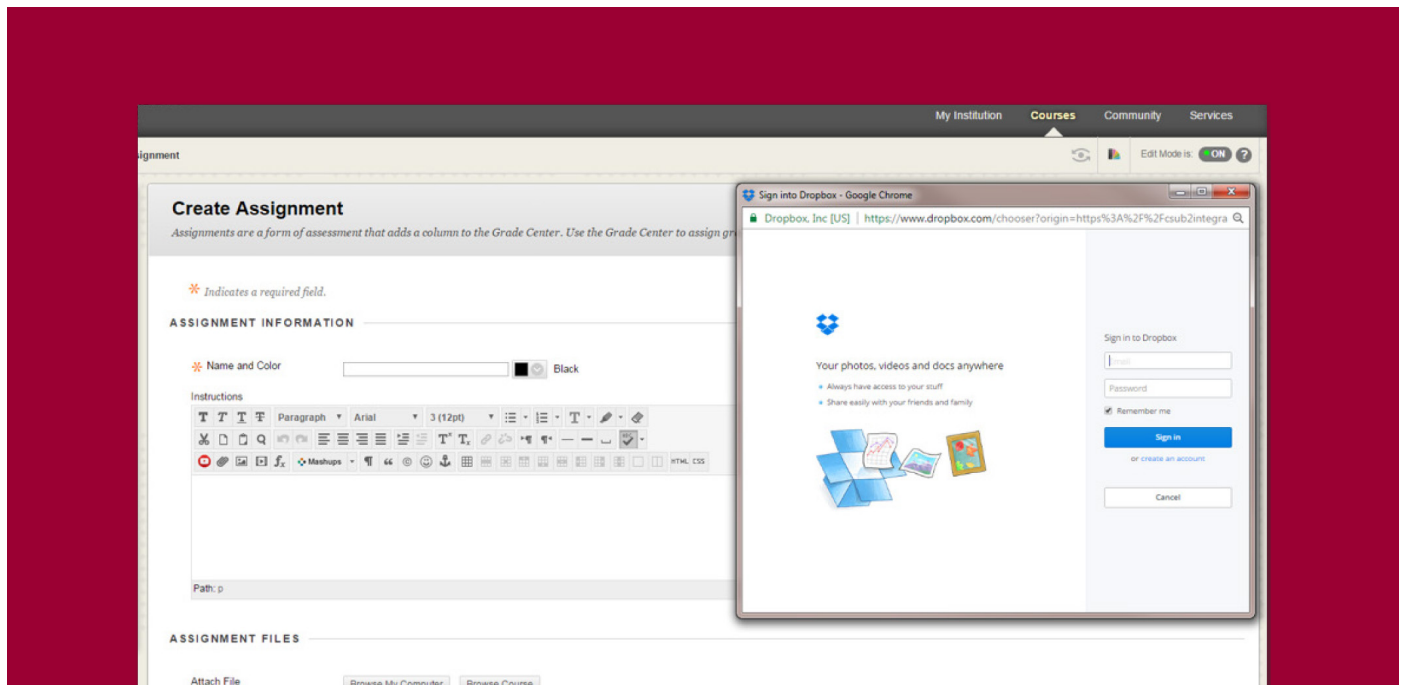 My Institution Courses Community Services
ignment
Edit Mode is: ON ?
Create Assignment
Assignments are a form of assessment that adds a column to the Grade Center. Use the Grade Center to assign gr
Indicates a required field.
ASSIGNMENT INFORMATION
Name and Color
Black
Instructions
T T T T Paragraph Arial 3 (12pt)
Mashups
HTML CSS
Path: p
ASSIGNMENT FILES
Attach File
Browse My Computer Browse Course
Sign into Dropbox - Google Chrome
Dropbox, Inc [US] | https://www.dropbox.com/chooser?origin=https%3A%2F%2Fcsub2integra
Your photos, videos and docs anywhere
Always have access to your stuff
Share easily with your friends and family
Sign in to Dropbox
Email
Password
Remember me
Sign in
or create an account
Cancel